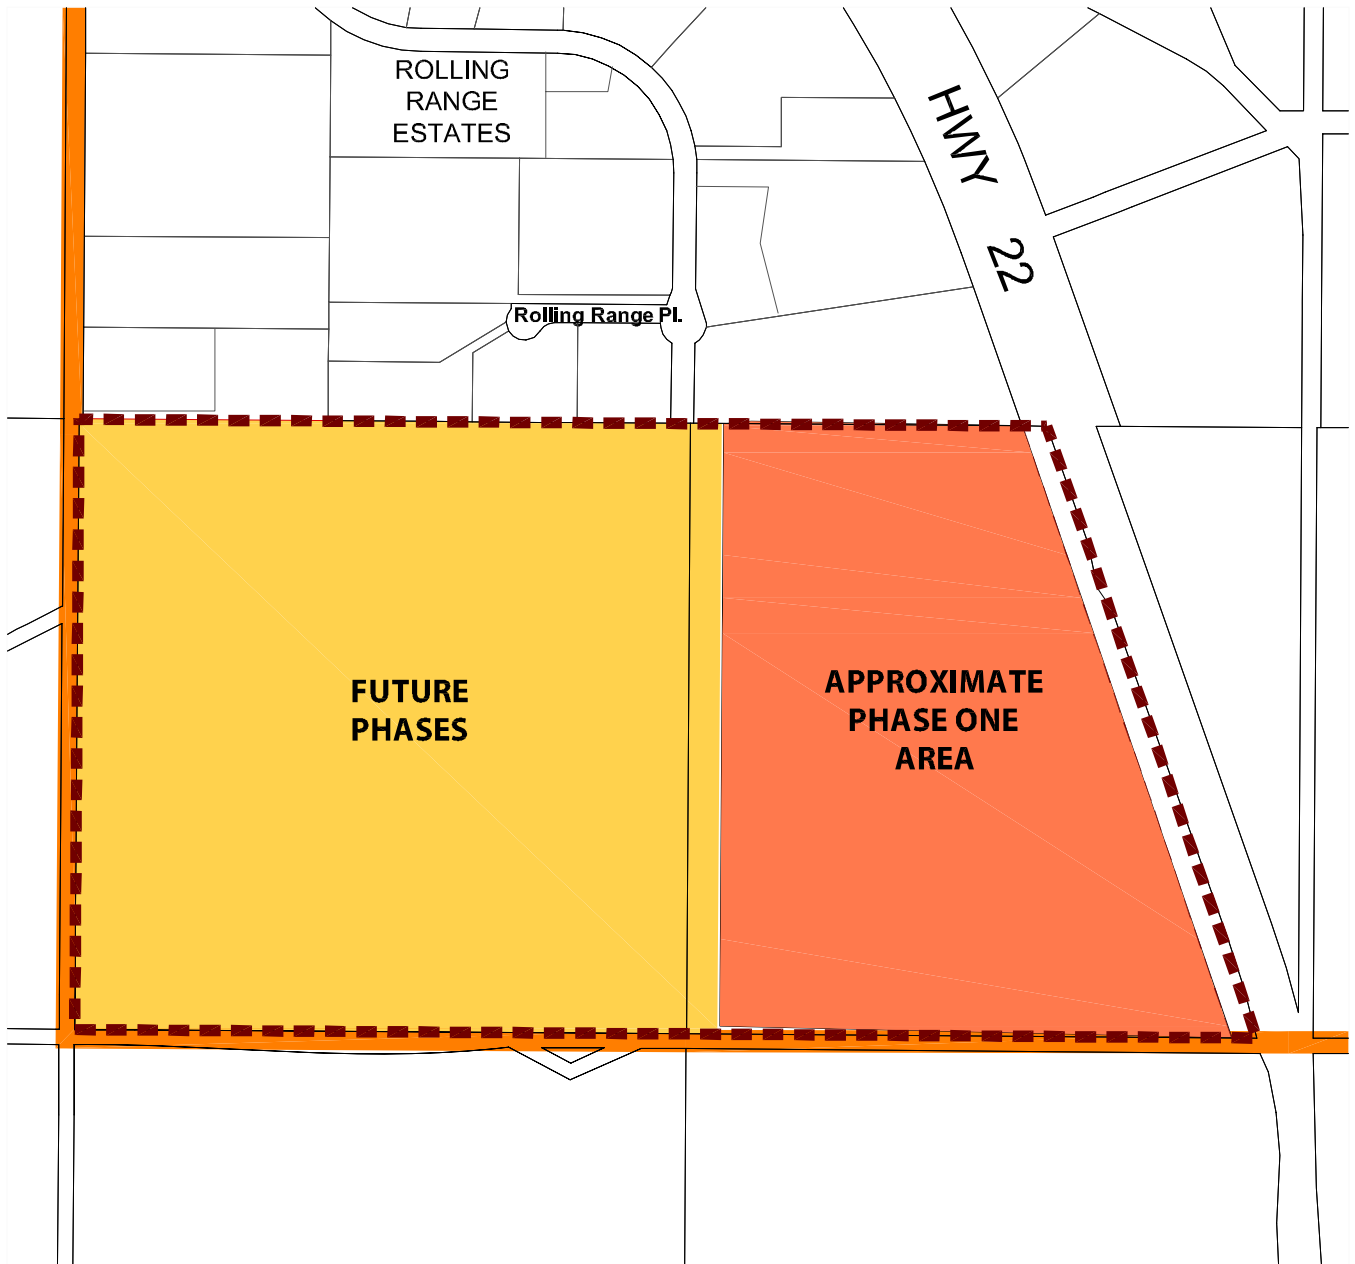 ROLLING
RANGE
ESTATES
HWY 22
Rolling Range Pl.
FUTURE
PHASES
APPROXIMATE
PHASE ONE
AREA